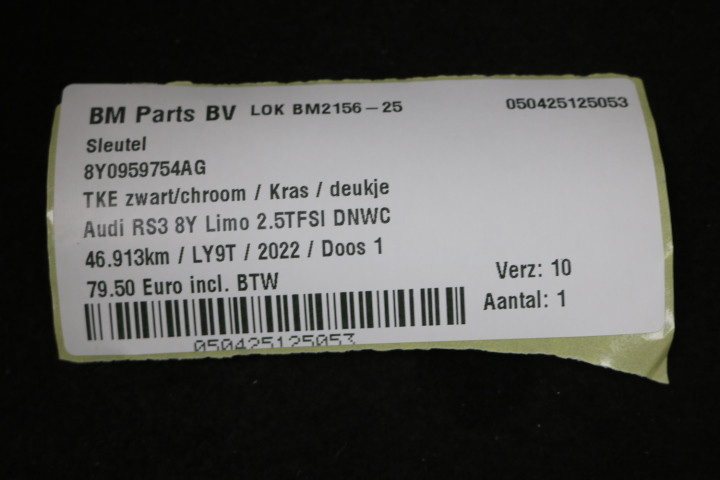 BM Parts BV LOK BM2156-25 050425125053
Sleutel
8Y0959754AG
TKE zwart/chroom / Kras / deukje
Audi RS3 8Y Limo 2.5TFSI DNWC
46.913km / LY9T / 2022 / Doos 1
79.50 Euro incl. BTW
Verz: 10
Aantal: 1
050425125053